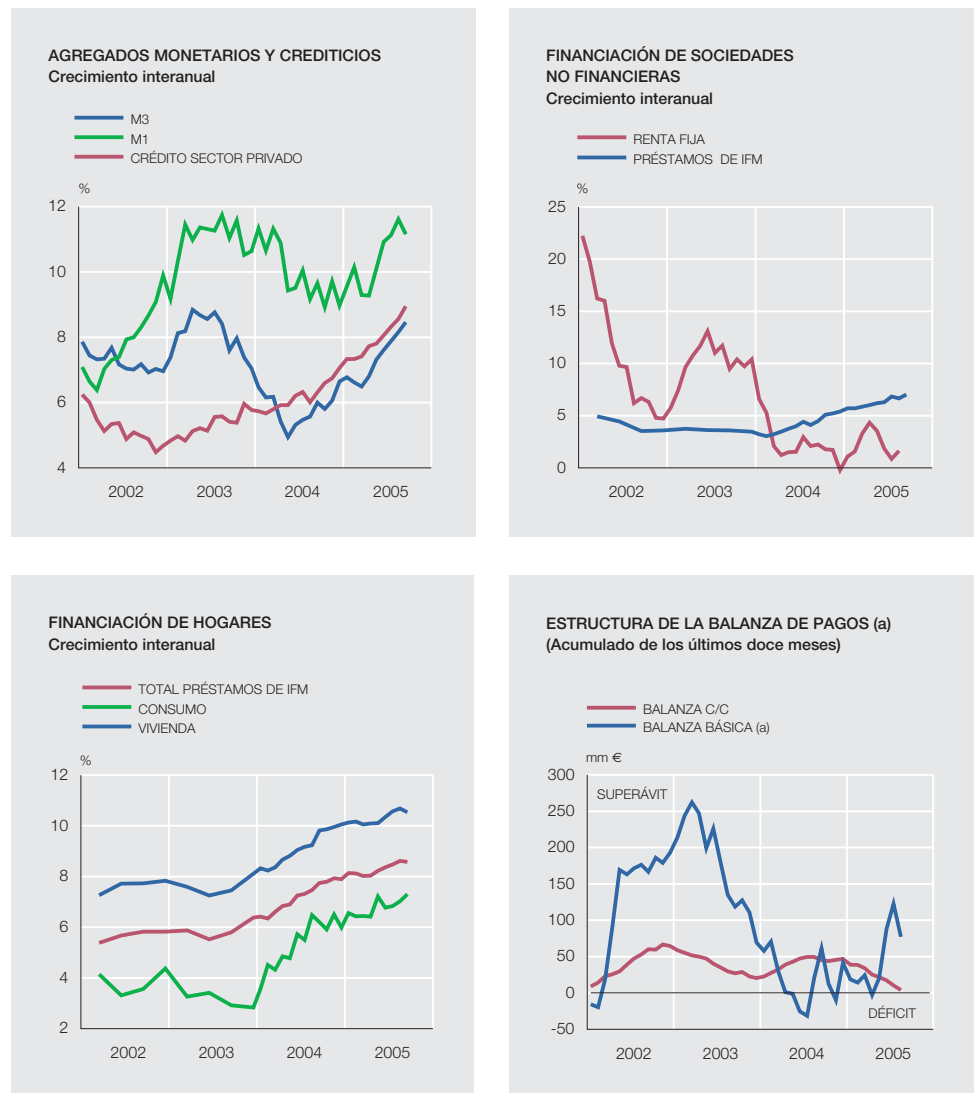 AGREGADOS MONETARIOS Y CREDITICIOS
Crecimiento interanual
M3
M1
CRÉDITO SECTOR PRIVADO
%
12
10
8
6
4
2002
2003
2004
2005
FINANCIACIÓN DE SOCIEDADES
NO FINANCIERAS
Crecimiento interanual
RENTA FIJA
PRÉSTAMOS DE IFM
%
25
20
15
10
5
0
2002
2003
2004
2005
FINANCIACIÓN DE HOGARES
Crecimiento interanual
TOTAL PRÉSTAMOS DE IFM
CONSUMO
VIVIENDA
%
12
10
8
6
4
2
2002
2003
2004
2005
ESTRUCTURA DE LA BALANZA DE PAGOS (a)
(Acumulado de los últimos doce meses)
BALANZA C/C
BALANZA BÁSICA (a)
mm €
300
250
200
150
100
50
0
-50
SUPERÁVIT
DÉFICIT
2002
2003
2004
2005